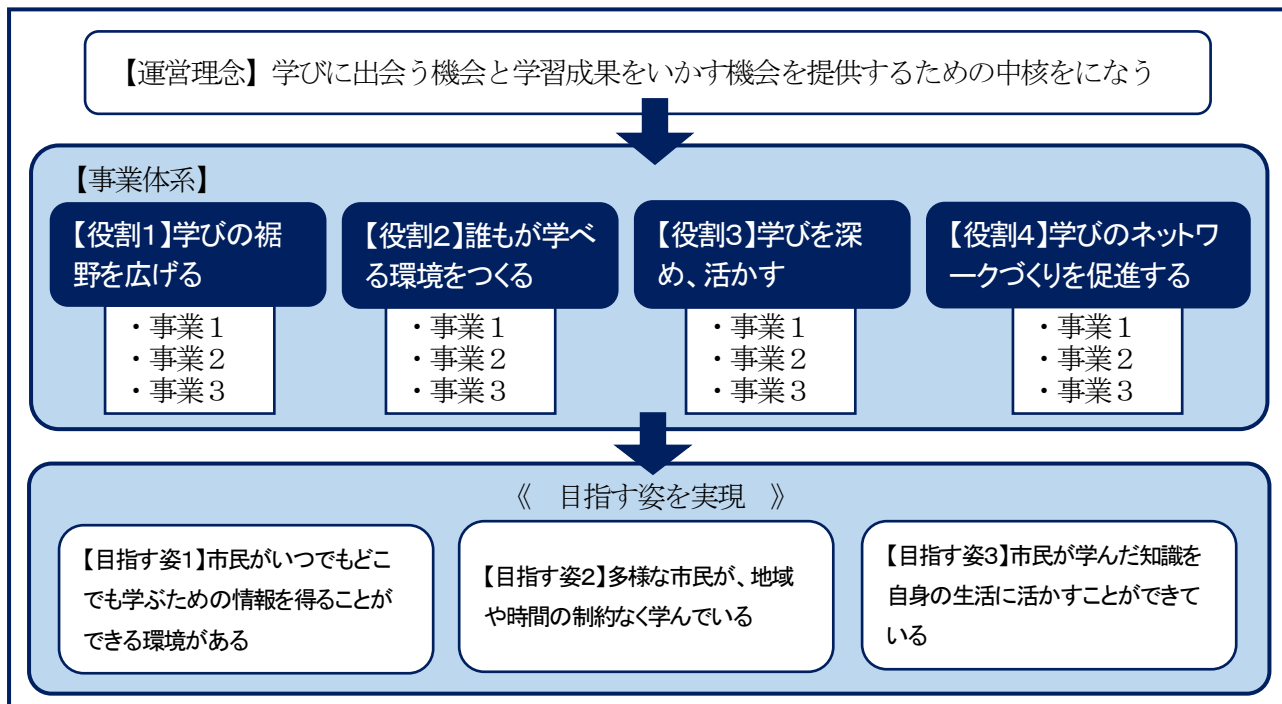 【運営理念】学びに出会う機会と学習成果をいかす機会を提供するための中核をになう
【事業体系】
【役割1】学びの裾
野を広げる
・事業１
・事業２
・事業３
【役割2】誰もが学べ
る環境をつくる
・事業１
・事業２
・事業３
【役割3】学びを深
め、活かす
・事業１
・事業２
・事業３
【役割4】学びのネットワ
ークづくりを促進する
・事業１
・事業２
・事業３
《　目指す姿を実現　》
【目指す姿1】市民がいつでもどこ
でも学ぶための情報を得ることが
できる環境がある
【目指す姿2】多様な市民が、地域
や時間の制約なく学んでいる
【目指す姿3】市民が学んだ知識を
自身の生活に活かすことができて
いる